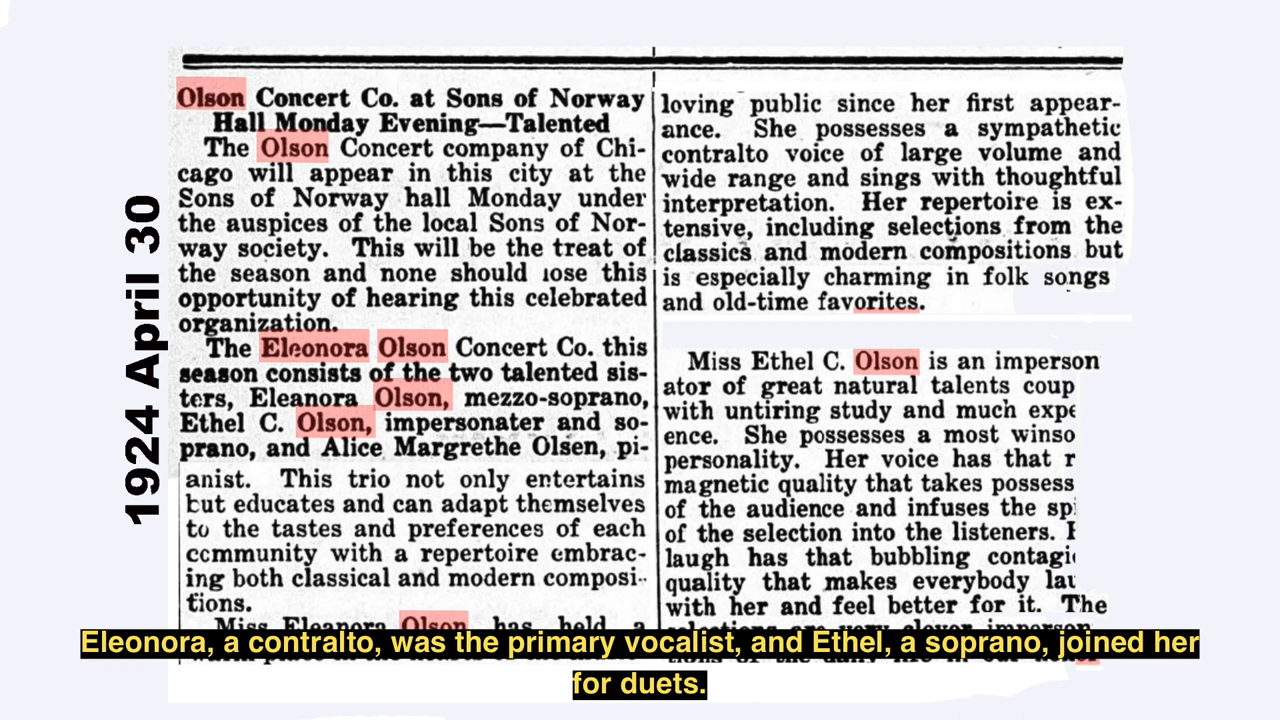 1924 April 30
Olson Concert Co. at Sons of Norway
Hall Monday Evening—Talented
The Olson Concert company of Chi-
cago will appear in this city at the
Sons of Norway hall Monday under
the auspices of the local Sons of Nor-
way society. This will be the treat of
the season and none should lose this
opportunity of hearing this celebrated
organization.
The Eleonora Olson Concert Co. this
season consists of the two talented sis-
ters, Eleanora Olson, mezzo-soprano,
Ethel C. Olson, impersonater and so-
prano, and Alice Margrethe Olsen, pi-
anist. This trio not only entertains
but educates and can adapt themselves
to the tastes and preferences of each
community with a repertoire embrac-
ing both classical and modern composi-
tions.
Miss Eleanora Olson has held a
loving public since her first appear-
ance. She possesses a sympathetic
contralto voice of large volume and
wide range and sings with thoughtful
interpretation. Her repertoire is ex-
tensive, including selections from the
classics and modern compositions but
is especially charming in folk songs
and old-time favorites.
Miss Ethel C. Olson is an imperson
ator of great natural talents coup
with untiring study and much expe
ence. She possesses a most winso
personality. Her voice has that r
magnetic quality that takes possess
of the audience and infuses the spi
of the selection into the listeners. H
laugh has that bubbling contagi
quality that makes everybody lau
with her and feel better for it. The
Eleonora, a contralto, was the primary vocalist, and Ethel, a soprano, joined her
for duets.